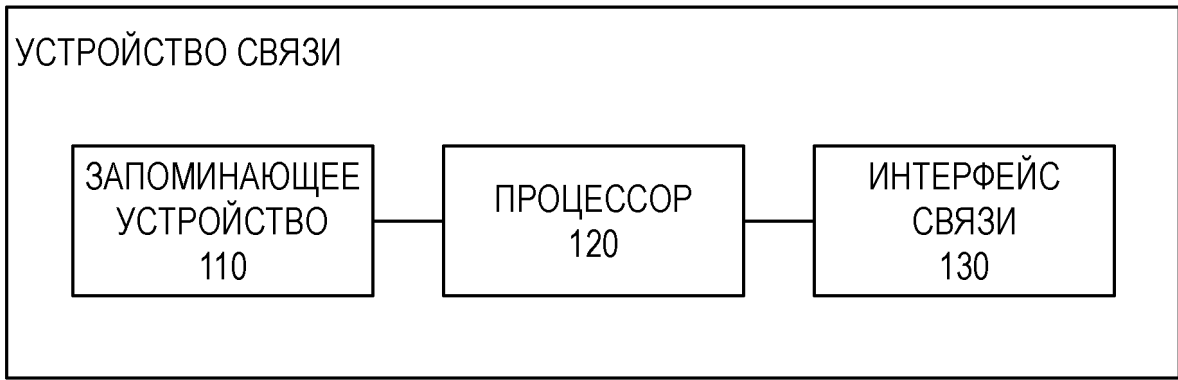 УСТРОЙСТВО СВЯЗИ
ЗАПОМИНАЮЩЕЕ
УСТРОЙСТВО
110
ПРОЦЕССОР
120
ИНТЕРФЕЙС
СВЯЗИ
130